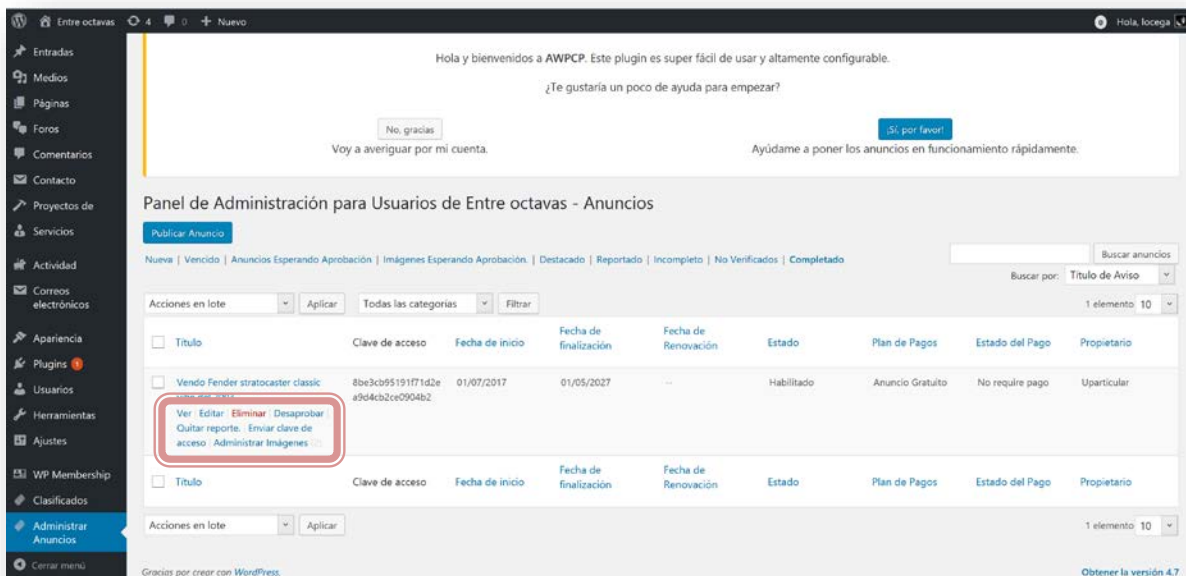 Entre octavas 4 0 Nuevo Hola, locega
Entradas
Medios
Páginas
Foros
Comentarios
Contacto
Proyectos de
Servicios
Actividad
Correos
electrónicos
Apariencia
Plugins 1
Usuarios
Herramientas
Ajustes
WP Membership
Clasificados
Administrar
Anuncios
Cerrar menú
Hola y bienvenidos a AWPCP. Este plugin es super fácil de usar y altamente configurable.
¿Te gustaría un poco de ayuda para empezar?
No, gracias
Voy a averiguar por mi cuenta.
¡Sí, por favor!
Ayúdame a poner los anuncios en funcionamiento rápidamente.
Panel de Administración para Usuarios de Entre octavas - Anuncios
Publicar Anuncio
Nueva | Vencido | Anuncios Esperando Aprobación | Imágenes Esperando Aprobación. | Destacado | Reportado | Incompleto | No Verificados | Completado
Buscar anuncios
Buscar por: Título de Aviso
Acciones en lote Aplicar Todas las categorías Filtrar 1 elemento 10
Título Clave de acceso Fecha de inicio Fecha de finalización Fecha de Renovación Estado Plan de Pagos Estado del Pago Propietario
Vendo Fender stratocaster classic
8be3cb95191f71d2e
a9d4cb2ce0904b2
01/07/2017 01/05/2027 -- Habilitado Anuncio Gratuito No require pago Uparticular
Ver | Editar | Eliminar | Desaprobar |
Quitar reporte. | Enviar clave de
acceso | Administrar Imágenes
Título Clave de acceso Fecha de inicio Fecha de finalización Fecha de Renovación Estado Plan de Pagos Estado del Pago Propietario
Acciones en lote Aplicar 1 elemento 10
Gracias por crear con WordPress. Obtener la versión 4.7